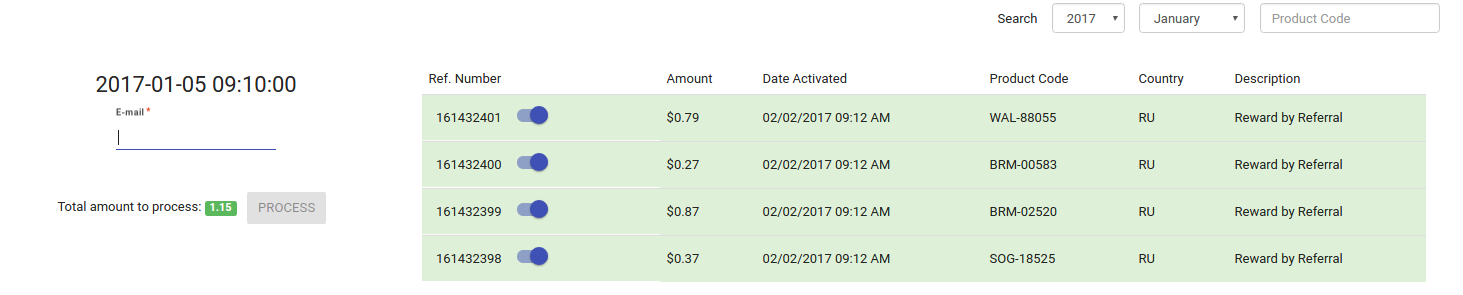 Search 2017 January Product Code
2017-01-05 09:10:00
E-mail *
Total amount to process: 1.15 PROCESS
Ref. Number Amount Date Activated Product Code Country Description
161432401 $0.79 02/02/2017 09:12 AM WAL-88055 RU Reward by Referral
161432400 $0.27 02/02/2017 09:12 AM BRM-00583 RU Reward by Referral
161432399 $0.87 02/02/2017 09:12 AM BRM-02520 RU Reward by Referral
161432398 $0.37 02/02/2017 09:12 AM SOG-18525 RU Reward by Referral